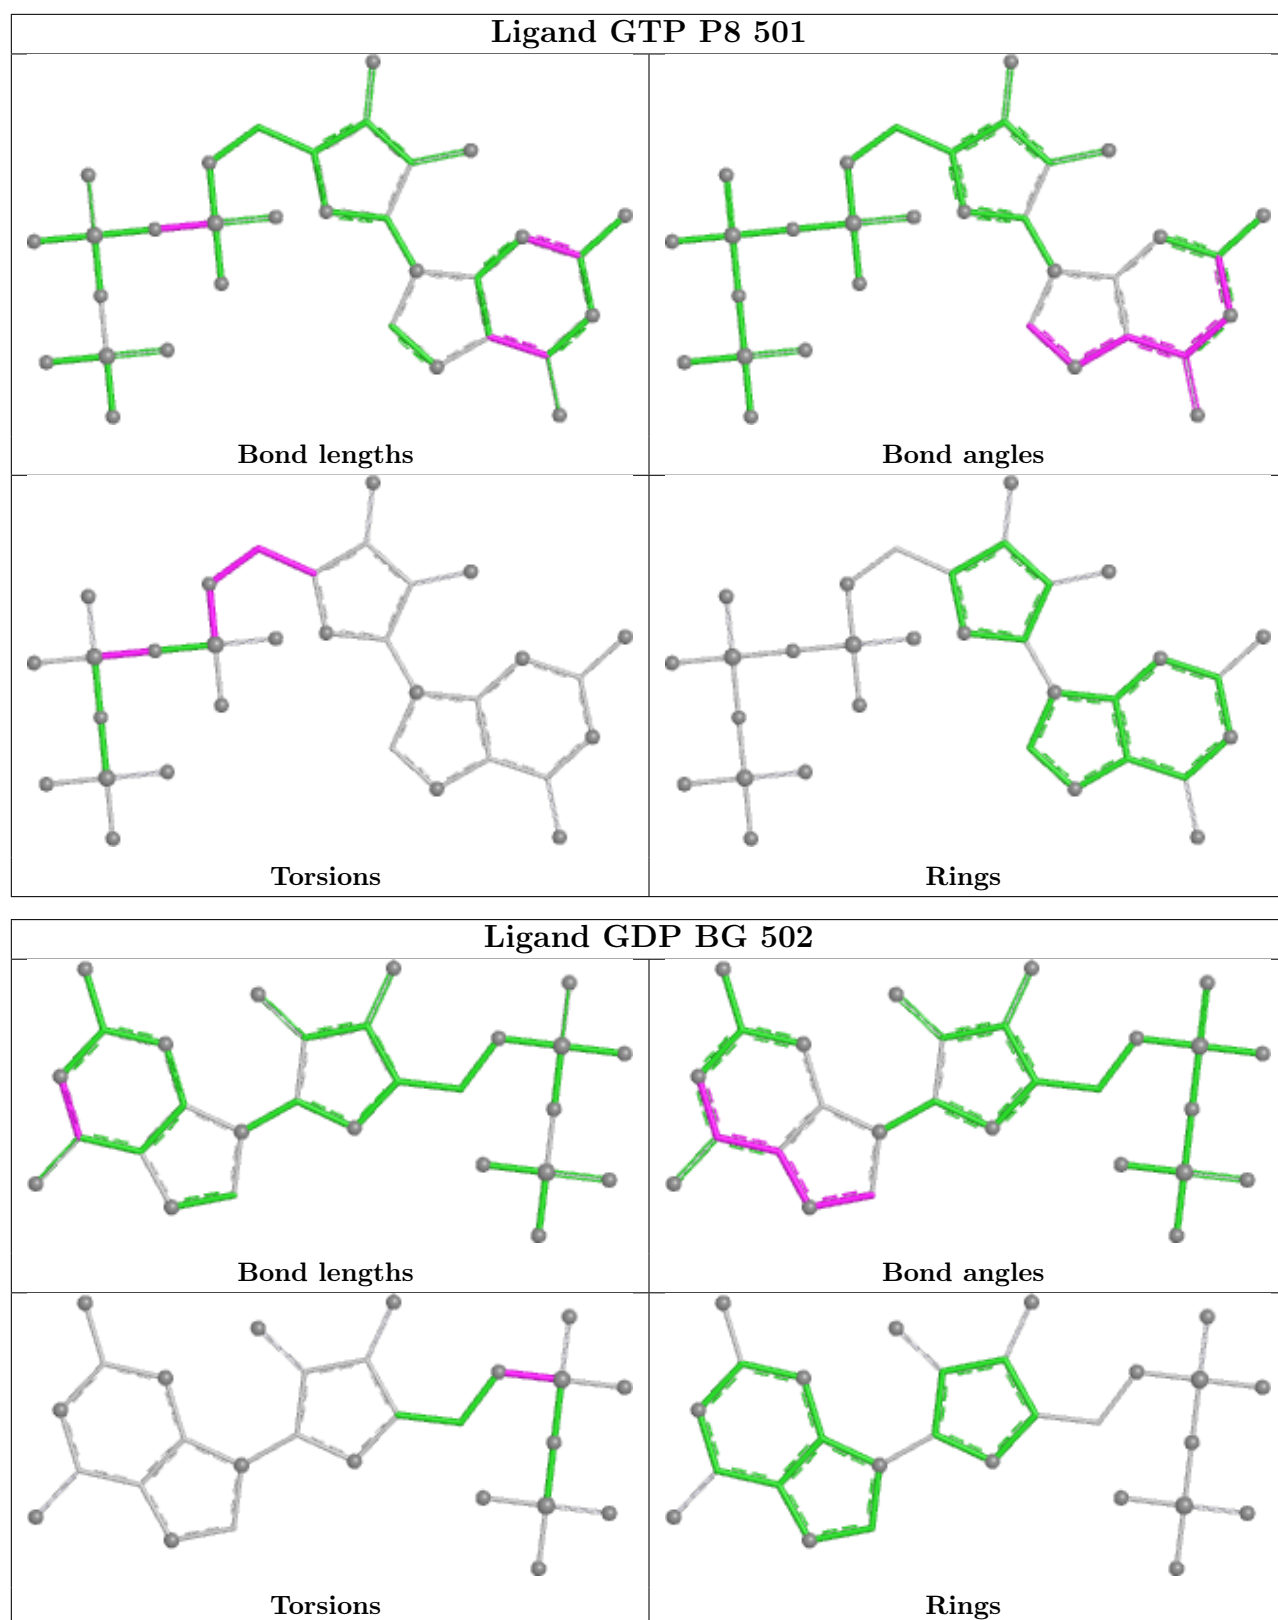 Ligand GTP P8 501
Bond lengths
Bond angles
Torsions
Rings
Ligand GDP BG 502
Bond lengths
Bond angles
Torsions
Rings